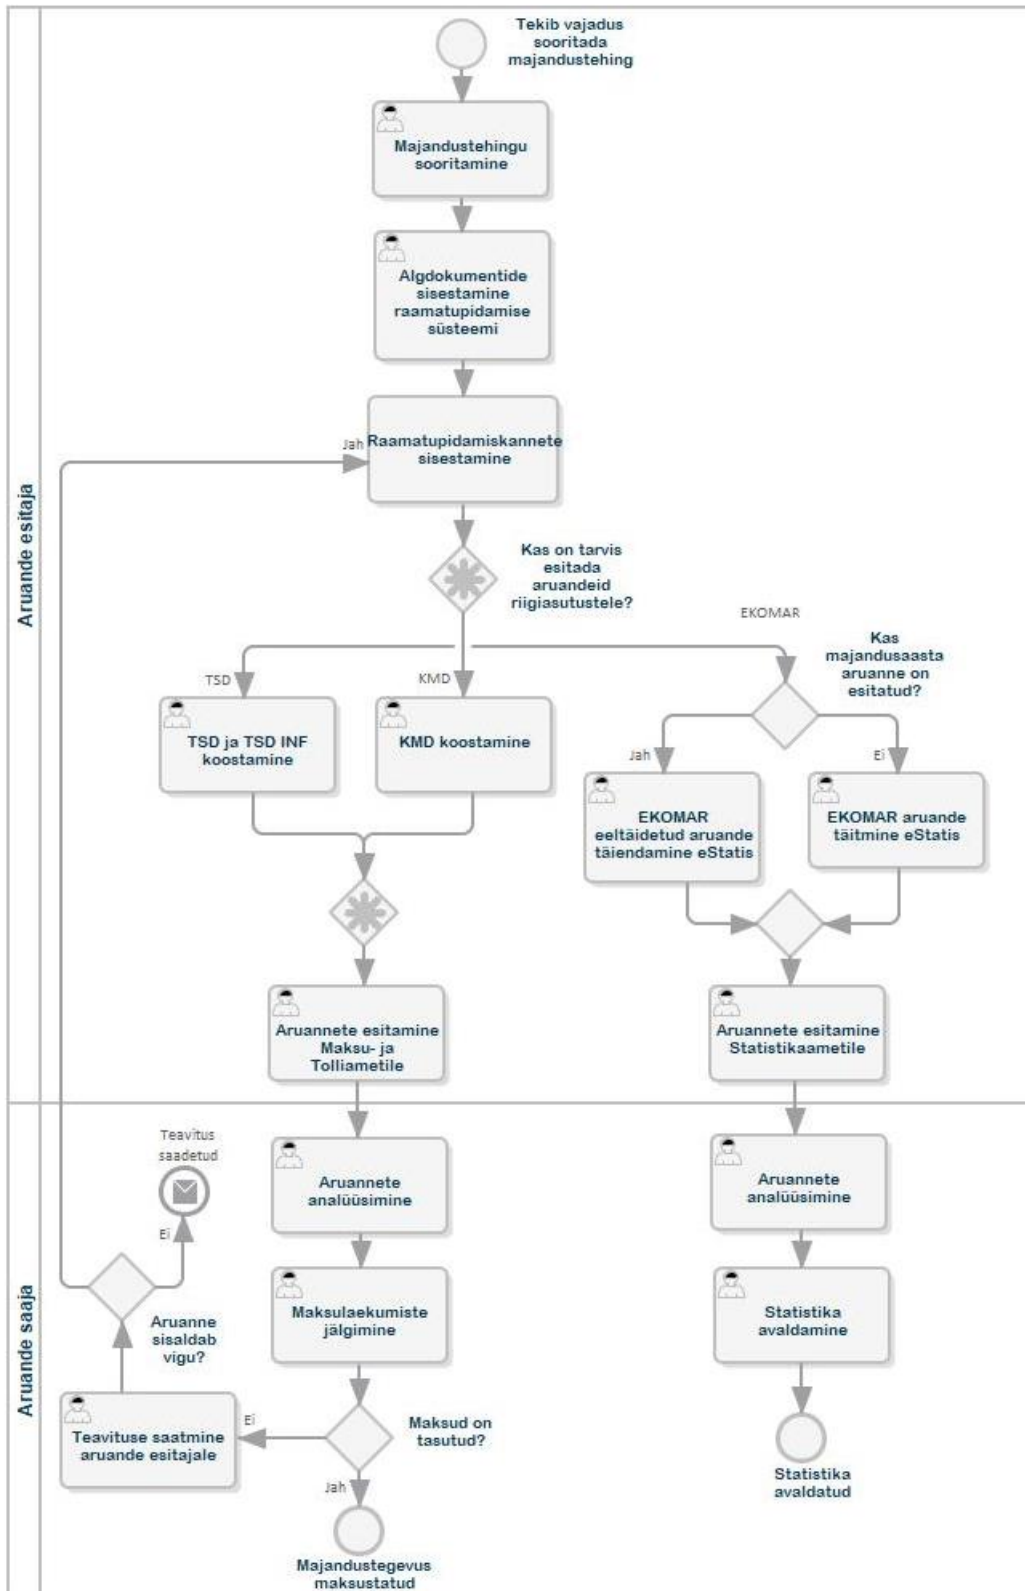 Tekib vajadus
sooritada
majandustehing
Majandustehingu
sooritamine
Algdokumentide
sisestamine
raamatupidamise
süsteemi
Jah
Raamatupidamiskannete
sisestamine
Aruande esitaja
Kas on tarvis
esitada
aruandeid
riigiasutustele?
EKOMAR
Kas
majandusaasta
aruanne on
esitatud?
TSD
KMD
TSD ja TSD INF
koostamine
KMD koostamine
Jah
Ei
EKOMAR
eeltäidetud aruande
täiendamine eStatis
EKOMAR aruande
täitmine eStatis
Aruannete esitamine
Maksu- ja
Tolliametile
Aruannete esitamine
Statistikaametile
Aruande saaja
Teavitus
saadetud
Ei
Aruannete
analüüsimine
Aruannete
analüüsimine
Aruanne
sisaldab
vigu?
Maksulaekumiste
jälgimine
Statistika
avaldamine
Teavituse saatmine
aruande esitajale
Ei
Maksud on
tasutud?
Jah
Statistika
avaldatud
Majandustegevus
maksustatud